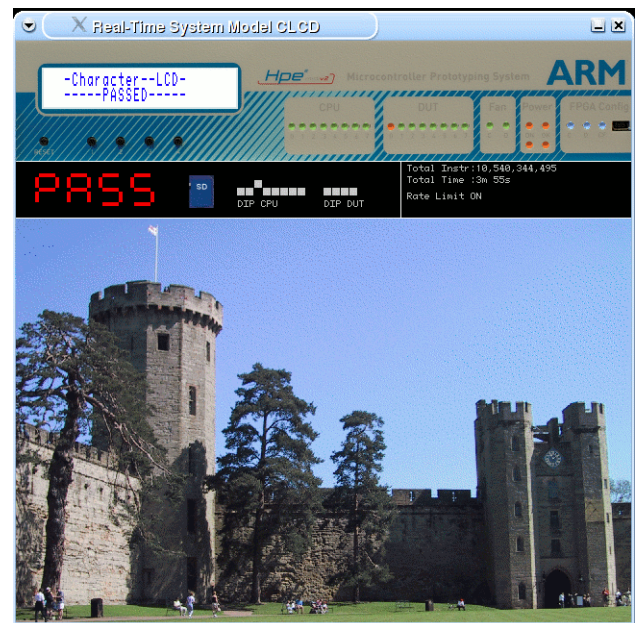 Real-Time System Model CLCD
-Character--LCD-
-----PASSED-----
Hpe
Microcontroller Prototyping System
ARM
CPU
DUT
Fan
Power
FPGA Config
RESET
PASS
SD
DIP CPU
DIP DUT
Total Instr:10,540,344,495
Total Time :3m 55s
Rate Limit ON